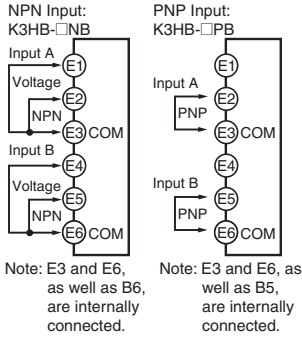 NPN Input:
K3HB-□NB
Input A
Voltage
NPN
Input B
Voltage
NPN
E1
E2
E3 COM
E4
E5
E6 COM
Note: E3 and E6,
as well as B6,
are internally
connected.
PNP Input:
K3HB-□PB
Input A
PNP
Input B
PNP
E1
E2
E3 COM
E4
E5
E6 COM
Note: E3 and E6, as
well as B5,
are internally
connected.